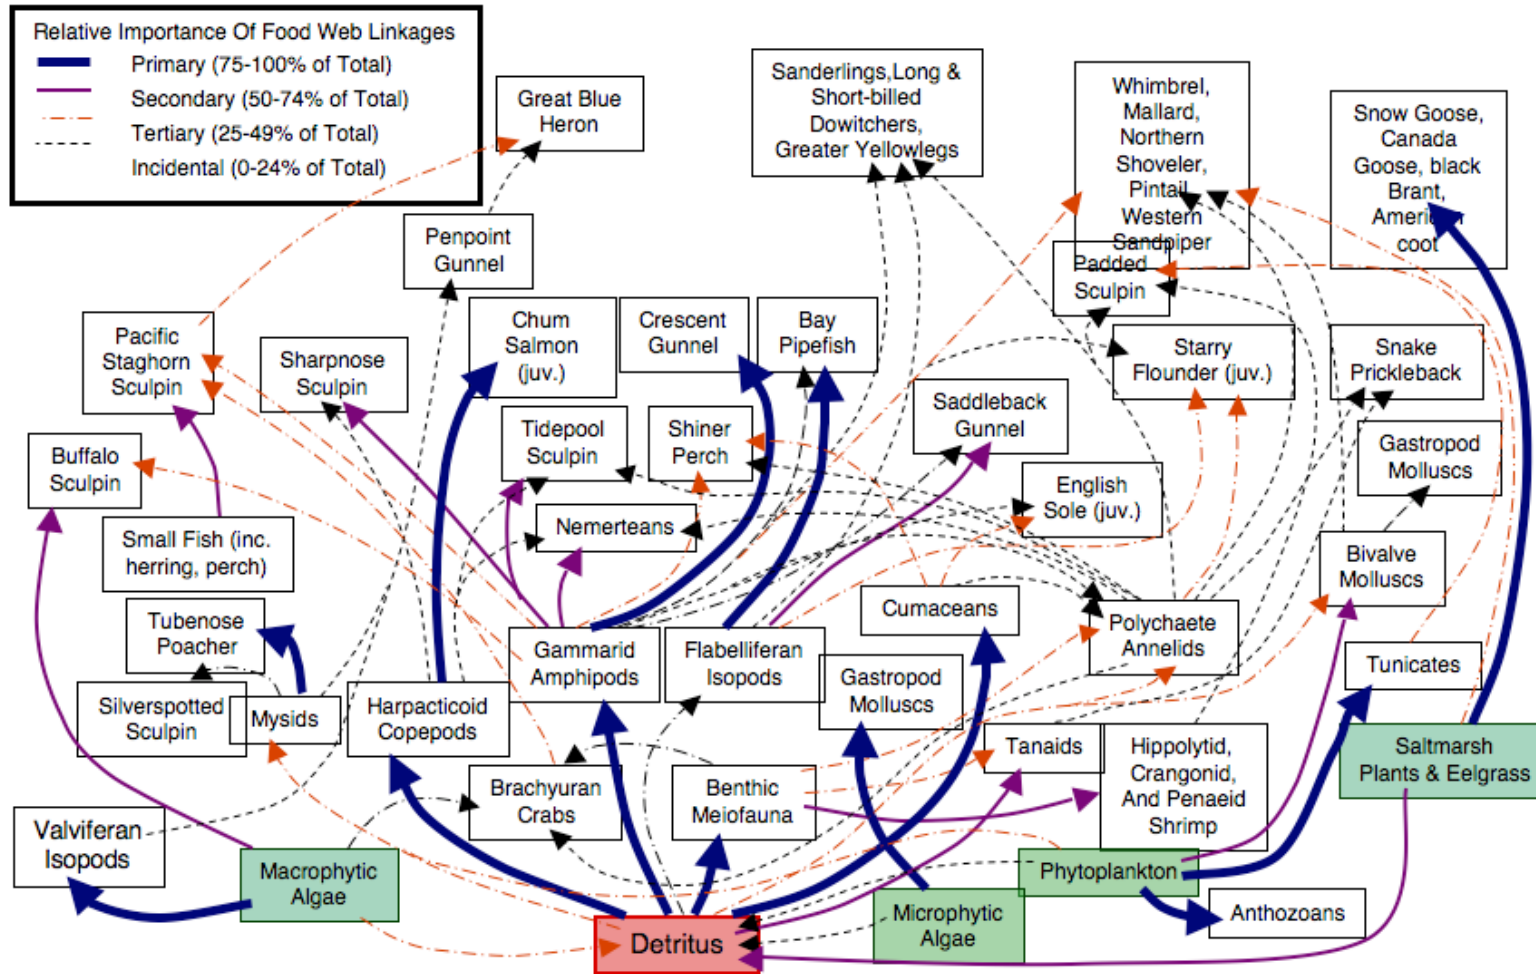 Relative Importance Of Food Web Linkages
Primary (75-100% of Total)
Secondary (50-74% of Total)
Tertiary (25-49% of Total)
Incidental (0-24% of Total)
Great Blue
Heron
Sanderlings,Long &
Short-billed
Dowitchers,
Greater Yellowlegs
Whimbrel,
Mallard,
Northern
Shoveler,
Pintail,
Western
Sandpiper
Snow Goose,
Canada
Goose, black
Brant,
American
coot
Penpoint
Gunnel
Padded
Sculpin
Pacific
Staghorn
Sculpin
Sharpnose
Sculpin
Chum
Salmon
(juv.)
Crescent
Gunnel
Bay
Pipefish
Starry
Flounder (juv.)
Snake
Prickleback
Buffalo
Sculpin
Tidepool
Sculpin
Shiner
Perch
Saddleback
Gunnel
Gastropod
Molluscs
English
Sole (juv.)
Small Fish (inc.
herring, perch)
Nemerteans
Bivalve
Molluscs
Tubenose
Poacher
Gammarid
Amphipods
Flabelliferan
Isopods
Cumaceans
Polychaete
Annelids
Tunicates
Silverspotted
Sculpin
Mysids
Harpacticoid
Copepods
Gastropod
Molluscs
Brachyuran
Crabs
Benthic
Meiofauna
Tanaids
Hippolytid,
Crangonid,
And Penaeid
Shrimp
Saltmarsh
Plants & Eelgrass
Valviferan
Isopods
Macrophytic
Algae
Phytoplankton
Detritus
Microphytic
Algae
Anthozoans